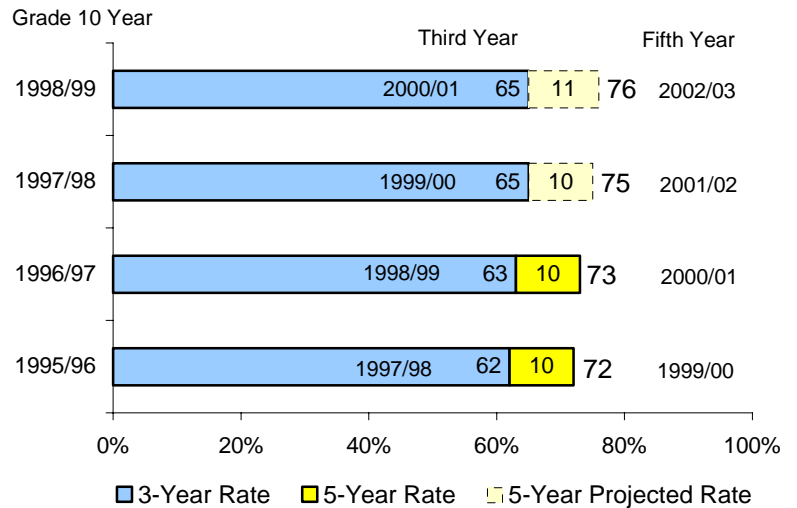 Grade 10 Year
Third Year Fifth Year
1998/99 2000/01 65 11 76 2002/03
1997/98 1999/00 65 10 75 2001/02
1996/97 1998/99 63 10 73 2000/01
1995/96 1997/98 62 10 72 1999/00
0% 20% 40% 60% 80% 100%
3-Year Rate 5-Year Rate 5-Year Projected Rate